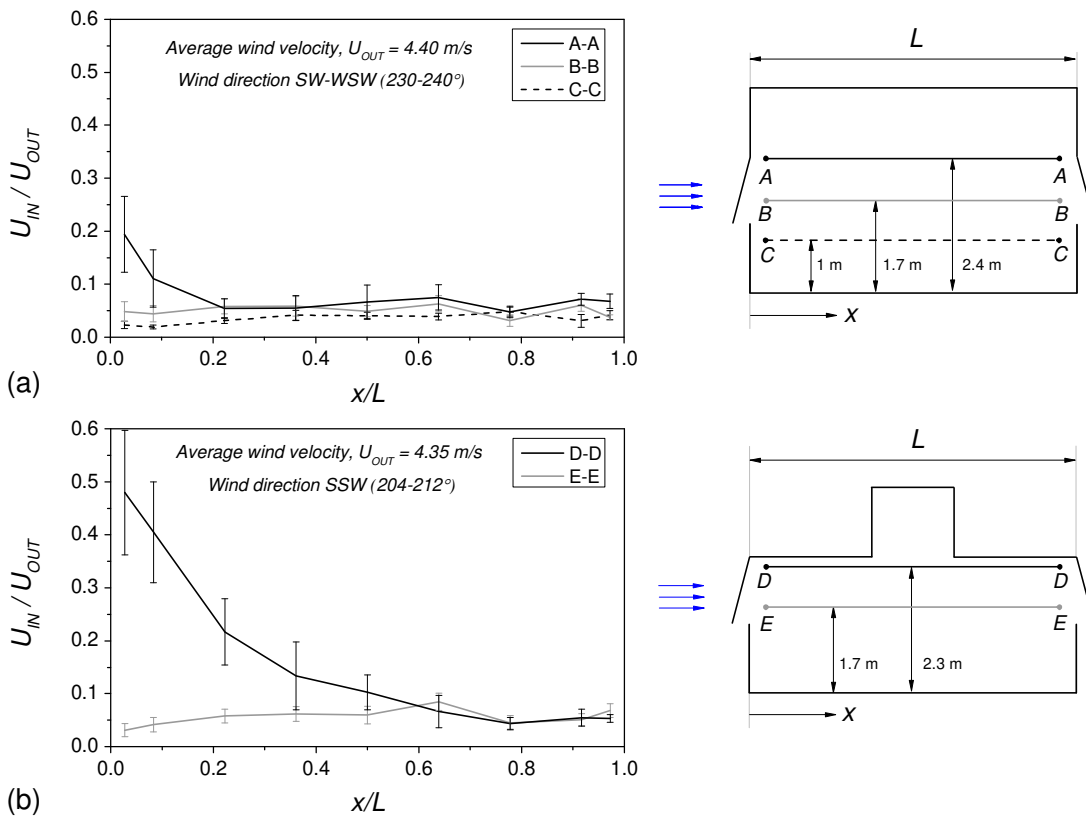 0.6
0.5
0.4
0.3
0.2
0.1
0.0
U_IN / U_OUT
Average wind velocity, U_OUT = 4.40 m/s
Wind direction SW-WSW (230-240°)
A-A
B-B
C-C
0.0 0.2 0.4 0.6 0.8 1.0
x/L
(a)
L
A A
B B
C C
1 m 1.7 m 2.4 m
x
0.6
0.5
0.4
0.3
0.2
0.1
0.0
U_IN / U_OUT
Average wind velocity, U_OUT = 4.35 m/s
Wind direction SSW (204-212°)
D-D
E-E
0.0 0.2 0.4 0.6 0.8 1.0
x/L
(b)
L
D D
E E
1.7 m 2.3 m
x